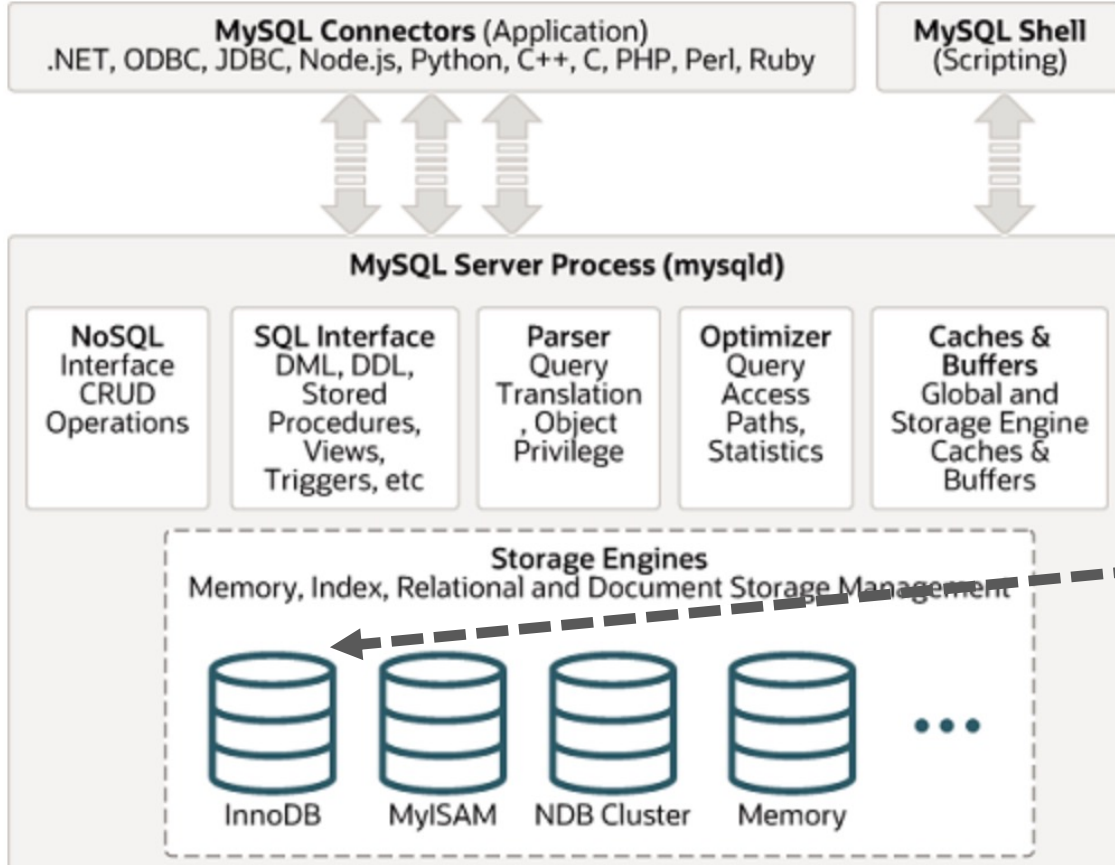 MySQL Connectors (Application)
.NET, ODBC, JDBC, Node.js, Python, C++, C, PHP, Perl, Ruby
MySQL Shell
(Scripting)
MySQL Server Process (mysqld)
NoSQL
Interface
CRUD
Operations
SQL Interface
DML, DDL,
Stored
Procedures,
Views,
Triggers, etc
Parser
Query
Translation
, Object
Privilege
Optimizer
Query
Access
Paths,
Statistics
Caches &
Buffers
Global and
Storage Engine
Caches &
Buffers
Storage Engines
Memory, Index, Relational and Document Storage Management
InnoDB
MyISAM
NDB Cluster
Memory